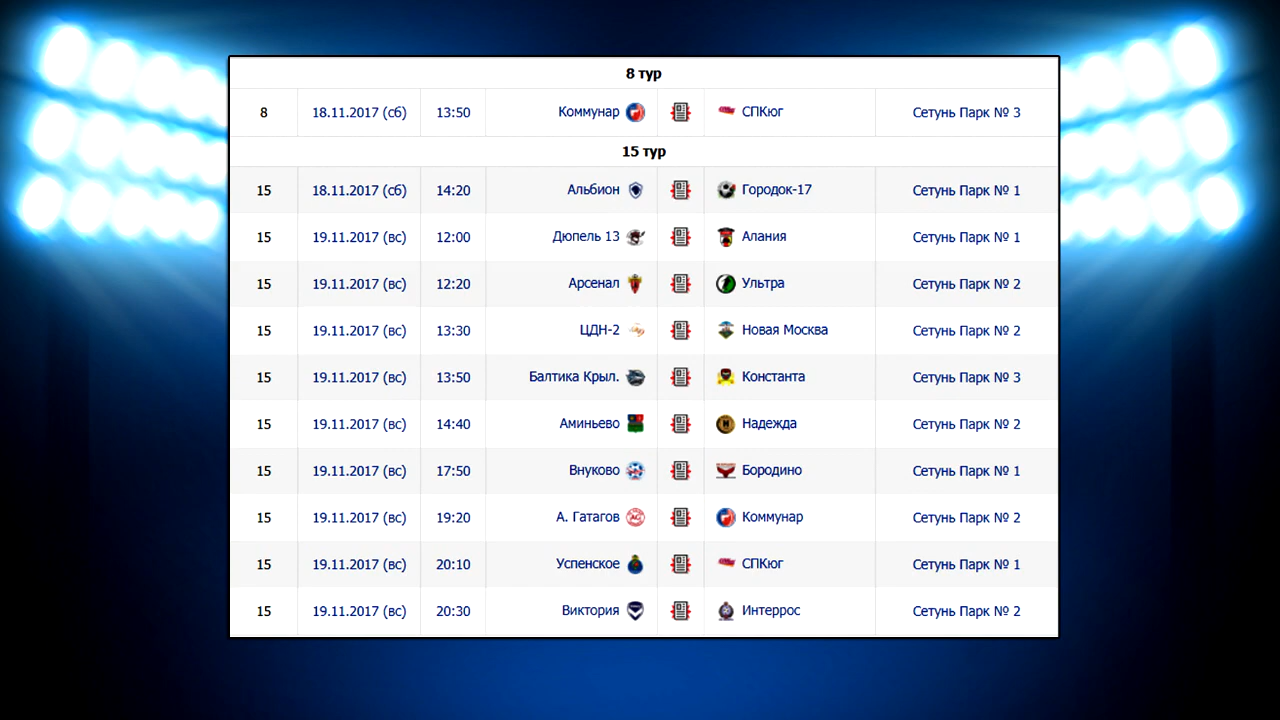 8 тур
8 18.11.2017 (сб) 13:50 Коммунар СПКюг Сетунь Парк № 3
15 тур
15 18.11.2017 (сб) 14:20 Альбион Городок-17 Сетунь Парк № 1
15 19.11.2017 (вс) 12:00 Дюпель 13 Алания Сетунь Парк № 1
15 19.11.2017 (вс) 12:20 Арсенал Ультра Сетунь Парк № 2
15 19.11.2017 (вс) 13:30 ЦДН-2 Новая Москва Сетунь Парк № 2
15 19.11.2017 (вс) 13:50 Балтика Крыл. Константа Сетунь Парк № 3
15 19.11.2017 (вс) 14:40 Аминьево Надежда Сетунь Парк № 2
15 19.11.2017 (вс) 17:50 Внуково Бородино Сетунь Парк № 1
15 19.11.2017 (вс) 19:20 А. Гатагов Коммунар Сетунь Парк № 2
15 19.11.2017 (вс) 20:10 Успенское СПКюг Сетунь Парк № 1
15 19.11.2017 (вс) 20:30 Виктория Интеррос Сетунь Парк № 2